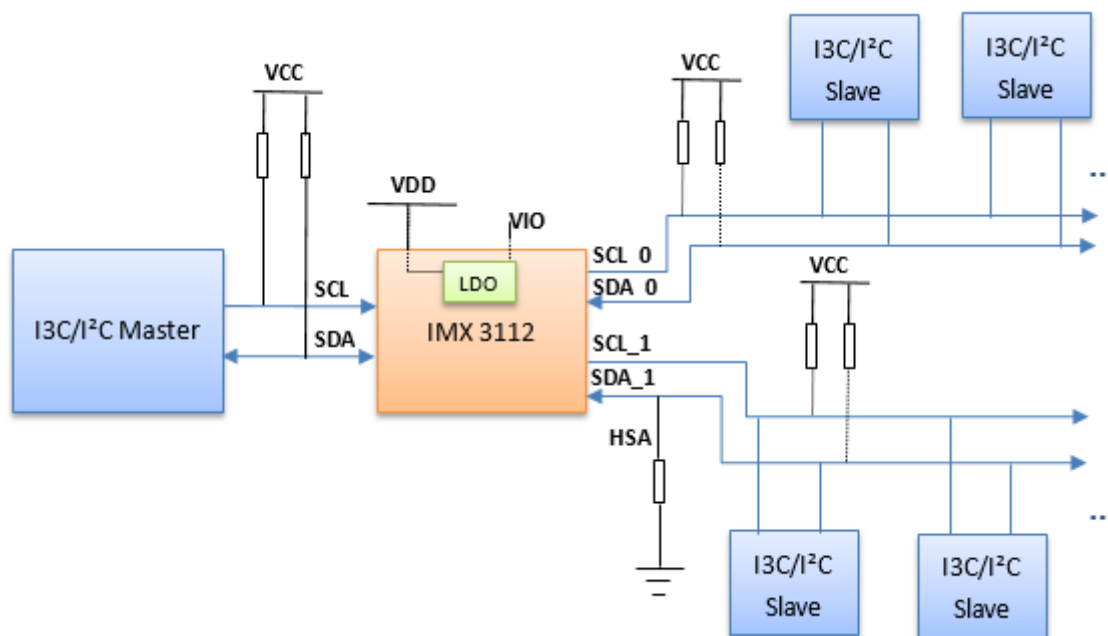 VCC
VCC
I3C/I²C
Slave
I3C/I²C
Slave
..
VDD
VIO
LDO
IMX 3112
I3C/I²C Master
SCL
SDA
SCL_0
SDA_0
VCC
SCL_1
SDA_1
HSA
..
I3C/I²C
Slave
I3C/I²C
Slave